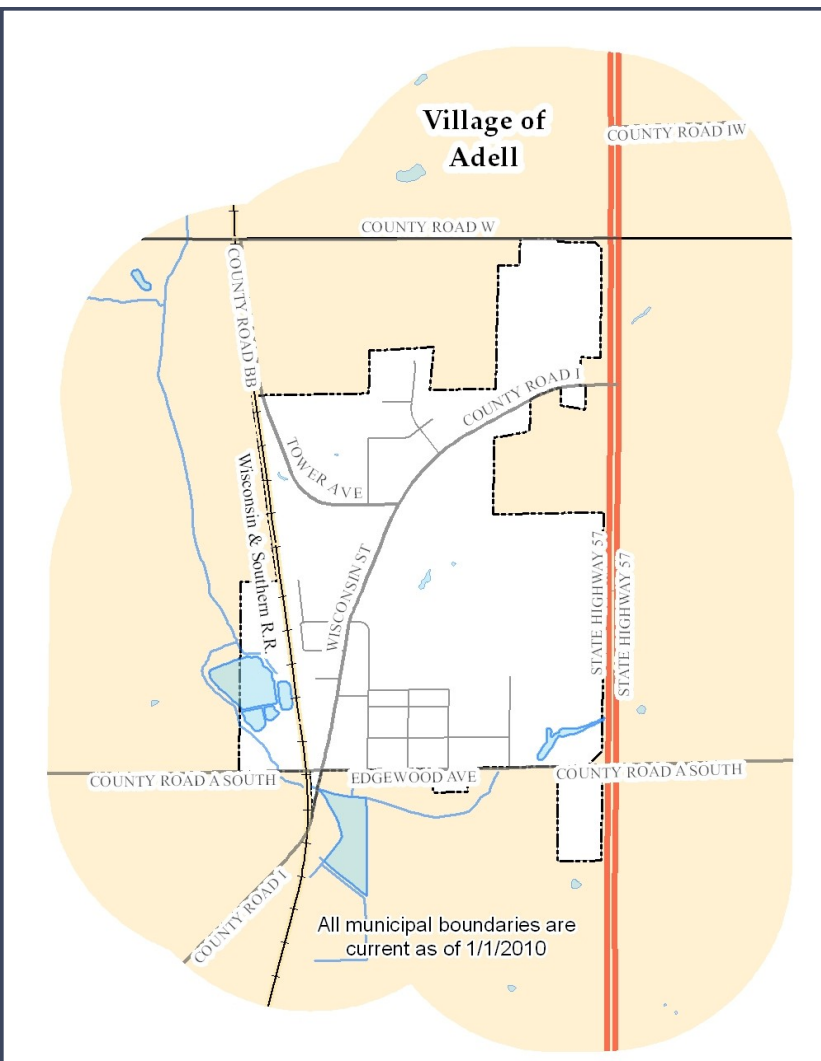 Village of
Adell
COUNTY ROAD IW
COUNTY ROAD W
COUNTY ROAD BB
COUNTY ROAD I
TOWER AVE
Wisconsin & Southern R.R.
WISCONSIN ST
STATE HIGHWAY 57
STATE HIGHWAY 57
COUNTY ROAD A SOUTH
EDGEWOOD AVE
COUNTY ROAD A SOUTH
COUNTY ROAD I
All municipal boundaries are
current as of 1/1/2010